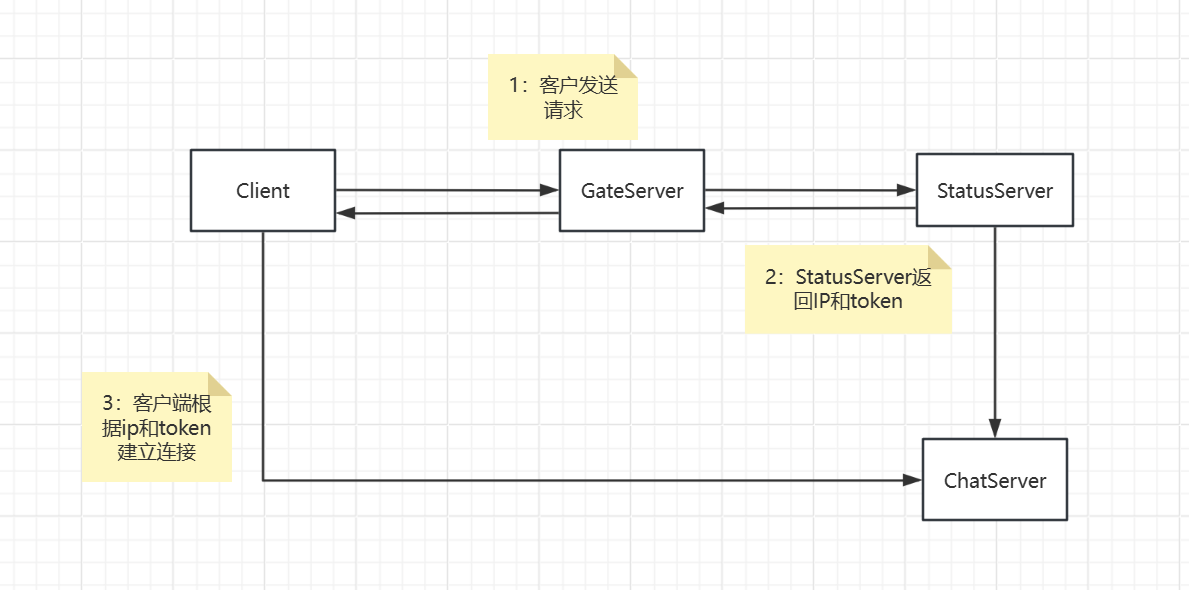 1：客户发送
请求
Client
GateServer
StatusServer
2：StatusServer返
回IP和token
3：客户端根
据ip和token
建立连接
ChatServer